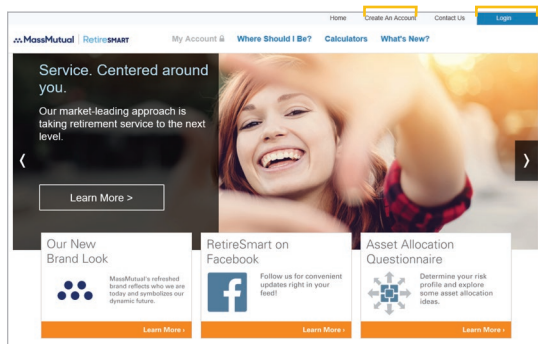 Home Create An Account Contact Us Login
MassMutual RETIRESMART My Account Where Should I Be? Calculators What's New?
Service. Centered around
you.
Our market-leading approach is
taking retirement service to the next
level.
Learn More >
Our New
Brand Look
MassMutual's refreshed
brand reflects who we are
today and symbolizes our
dynamic future.
Learn More ›
RetireSmart on
Facebook
Follow us for convenient
updates right in your
feed!
Learn More ›
Asset Allocation
Questionnaire
Determine your risk
profile and explore
some asset allocation
ideas.
Learn More ›